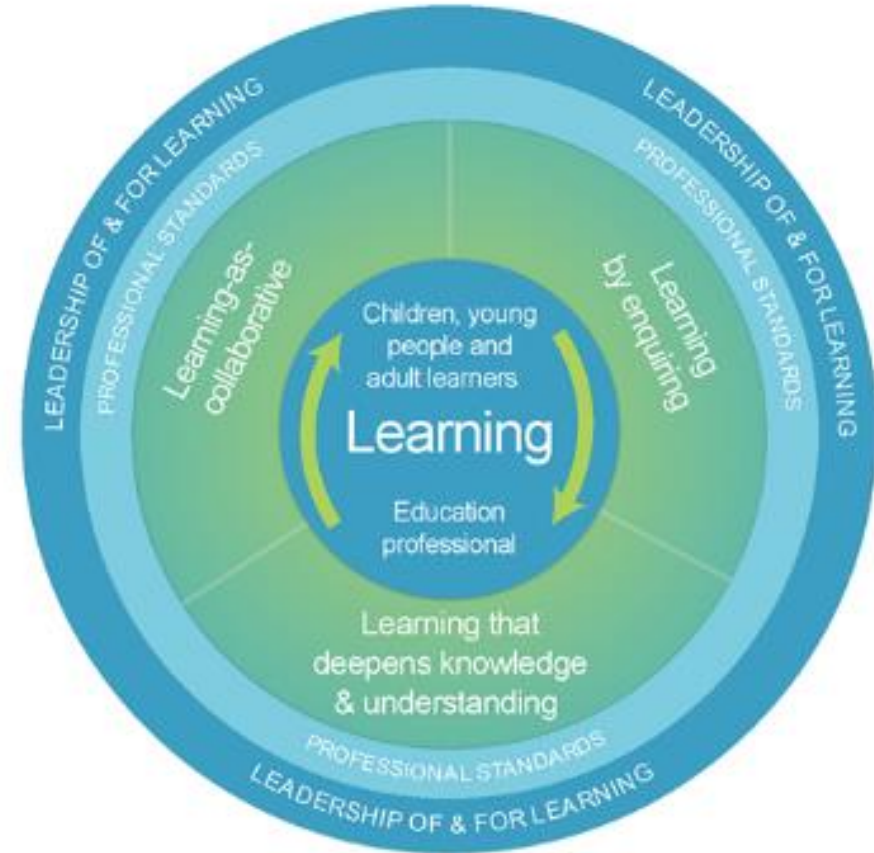 LEADERSHIP OF & FOR LEARNING
LEADERSHIP OF & FOR LEARNING
PROFESSIONAL STANDARDS
PROFESSIONAL STANDARDS
Learning-as-
collaborative
Learning
by enquiring
Children, young
people and
adult learners
Learning
Education
professional
Learning that
deepens knowledge
& understanding
PROFESSIONAL STANDARDS
LEADERSHIP OF & FOR LEARNING